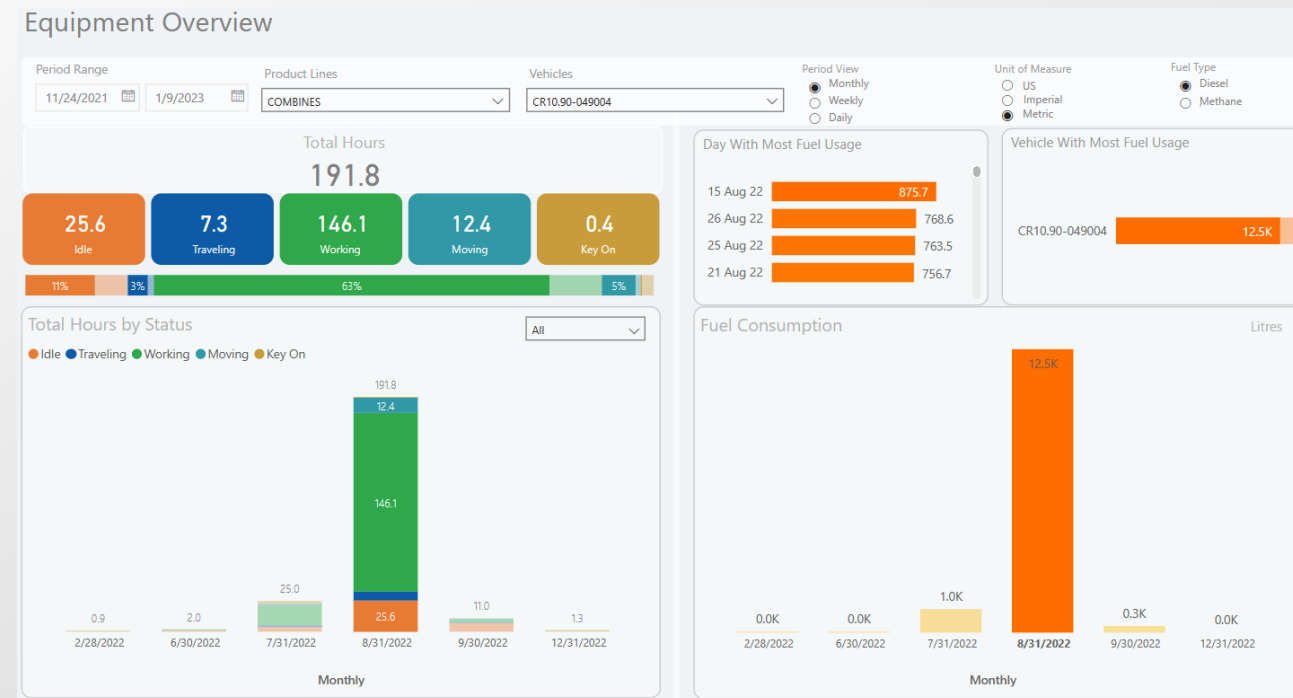 Equipment Overview
Period Range
11/24/2021
1/9/2023
Product Lines
COMBINES
Vehicles
CR10.90-049004
Period View
Monthly
Weekly
Daily
Unit of Measure
US
Imperial
Metric
Fuel Type
Diesel
Methane
Total Hours
191.8
25.6
Idle
7.3
Traveling
146.1
Working
12.4
Moving
0.4
Key On
11% 3% 63% 5%
Day With Most Fuel Usage
15 Aug 22 875.7
26 Aug 22 768.6
25 Aug 22 763.5
21 Aug 22 756.7
Vehicle With Most Fuel Usage
CR10.90-049004 12.5K
Total Hours by Status
All
Idle Traveling Working Moving Key On
191.8
12.4
146.1
25.0
25.6
11.0
0.9
2.0
1.3
2/28/2022 6/30/2022 7/31/2022 8/31/2022 9/30/2022 12/31/2022
Monthly
Fuel Consumption
Litres
12.5K
1.0K
0.3K
0.0K
0.0K
0.0K
2/28/2022 6/30/2022 7/31/2022 8/31/2022 9/30/2022 12/31/2022
Monthly